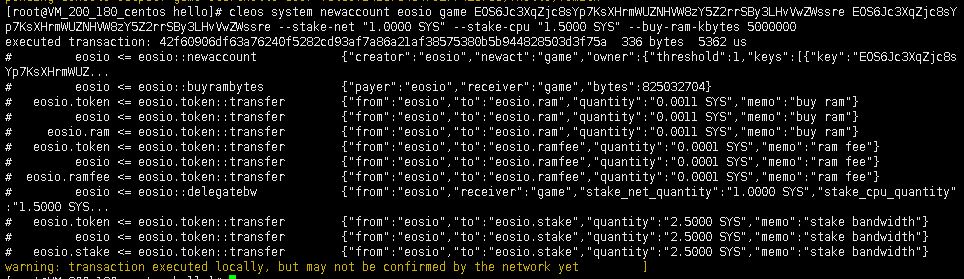 [root@VM_200_180_centos hello]# cleos system newaccount eosio game EOS6Jc3XqZjc8sYp7KsXHrmWUZNHVW8zY5Z2rrSBy3LHvVwZWssre EOS6Jc3XqZjc8sY
p7KsXHrmWUZNHVW8zY5Z2rrSBy3LHvVwZWssre --stake-net "1.0000 SYS" --stake-cpu "1.5000 SYS" --buy-ram-kbytes 5000000
executed transaction: 42f60906df63a76240f5282cd93af7a86a21af38575380b5b944828503d3f75a  336 bytes  5362 us
#         eosio <= eosio::newaccount            {"creator":"eosio","newact":"game","owner":{"threshold":1,"keys":[{"key":"EOS6Jc3XqZjc8s
Yp7KsXHrmWUZ...
#         eosio <= eosio::buyrambytes           {"payer":"eosio","receiver":"game","bytes":825032704}
#   eosio.token <= eosio.token::transfer        {"from":"eosio","to":"eosio.ram","quantity":"0.0011 SYS","memo":"buy ram"}
#         eosio <= eosio.token::transfer        {"from":"eosio","to":"eosio.ram","quantity":"0.0011 SYS","memo":"buy ram"}
#     eosio.ram <= eosio.token::transfer        {"from":"eosio","to":"eosio.ram","quantity":"0.0011 SYS","memo":"buy ram"}
#   eosio.token <= eosio.token::transfer        {"from":"eosio","to":"eosio.ramfee","quantity":"0.0001 SYS","memo":"ram fee"}
#         eosio <= eosio.token::transfer        {"from":"eosio","to":"eosio.ramfee","quantity":"0.0001 SYS","memo":"ram fee"}
#  eosio.ramfee <= eosio.token::transfer        {"from":"eosio","to":"eosio.ramfee","quantity":"0.0001 SYS","memo":"ram fee"}
#         eosio <= eosio::delegatebw            {"from":"eosio","receiver":"game","stake_net_quantity":"1.0000 SYS","stake_cpu_quantity"
:"1.5000 SYS...
#   eosio.token <= eosio.token::transfer        {"from":"eosio","to":"eosio.stake","quantity":"2.5000 SYS","memo":"stake bandwidth"}
#         eosio <= eosio.token::transfer        {"from":"eosio","to":"eosio.stake","quantity":"2.5000 SYS","memo":"stake bandwidth"}
#   eosio.stake <= eosio.token::transfer        {"from":"eosio","to":"eosio.stake","quantity":"2.5000 SYS","memo":"stake bandwidth"}
warning: transaction executed locally, but may not be confirmed by the network yet